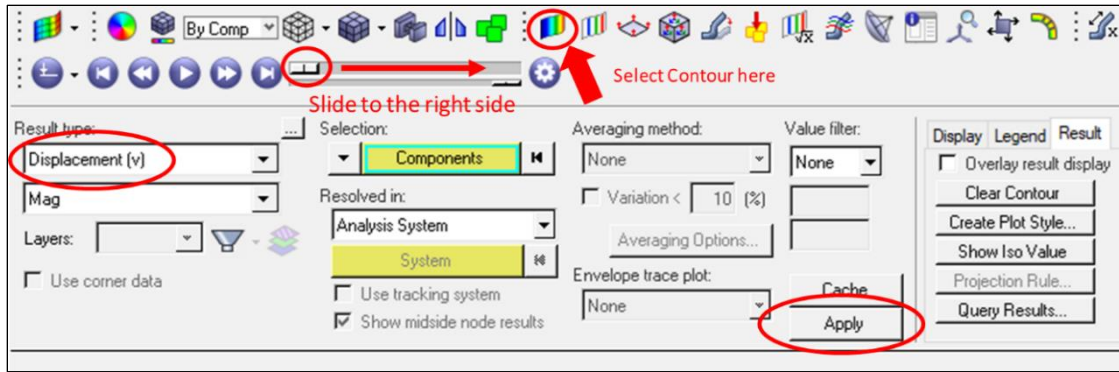 By Comp
Select Contour here
Slide to the right side
Result type:
...
Displacement (v)
Mag
Layers:
Use corner data
Selection:
Components
Resolved in:
Analysis System
System
Use tracking system
Show midside node results
Averaging method:
None
Variation < 10 (%)
Averaging Options...
Envelope trace plot:
None
Value filter:
None
Cache
Apply
Display Legend Result
Overlay result display
Clear Contour
Create Plot Style...
Show Iso Value
Projection Rule...
Query Results...